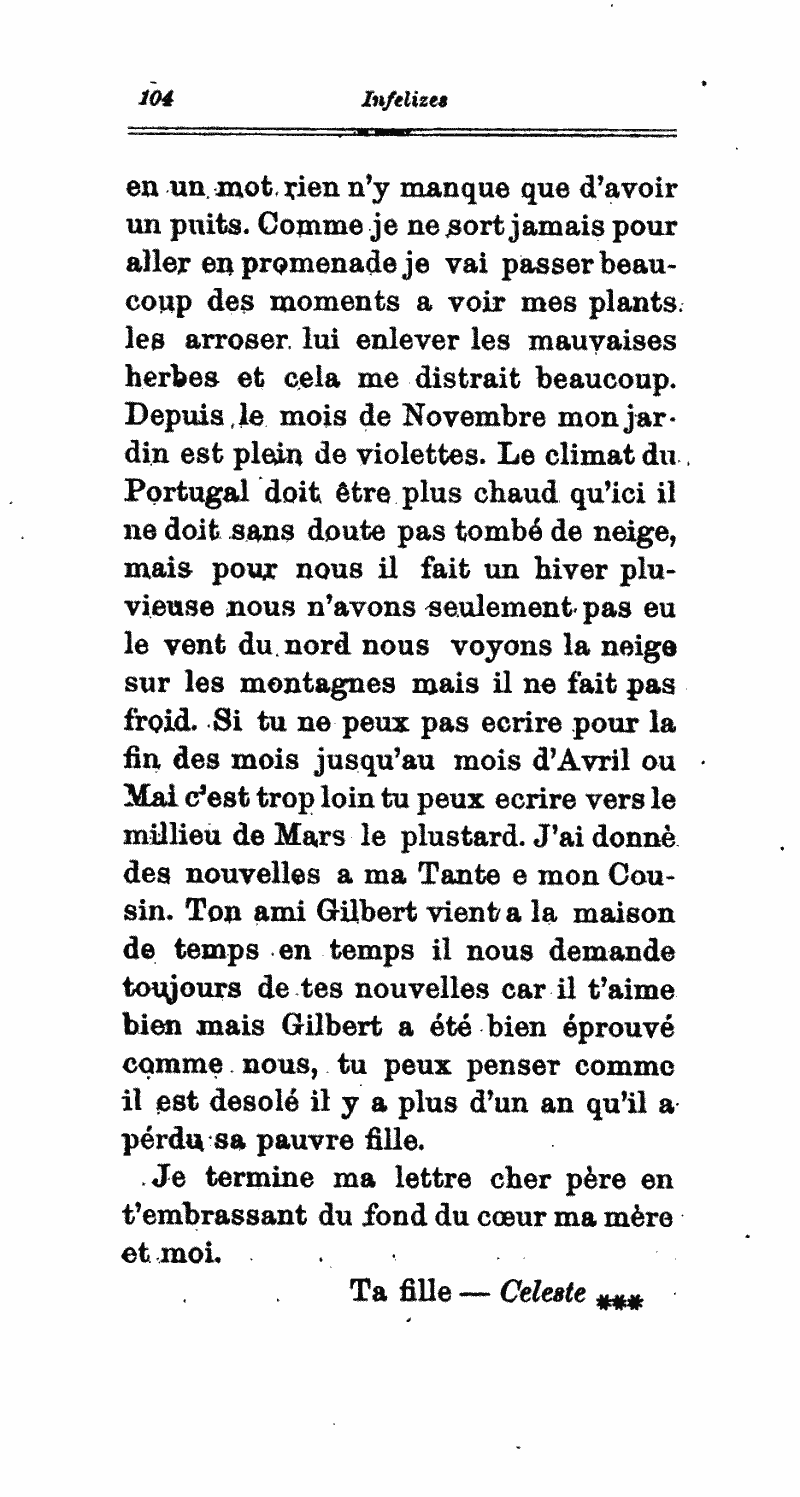 104 Infelizes
en un mot. rien n'y manque que d'avoir
un puits. Comme je ne sort jamais pour
aller en promenade je vai passer beau-
coup des moments a voir mes plants.
les arroser. lui enlever les mauvaises
herbes et cela me distrait beaucoup.
Depuis le mois de Novembre mon jar-
din est plein de violettes. Le climat du
Portugal doit être plus chaud qu'ici il
ne doit sans doute pas tombé de neige,
mais pour nous il fait un hiver plu-
vieuse nous n'avons seulement pas eu
le vent du nord nous voyons la neige
sur les montagnes mais il ne fait pas
froid. Si tu ne peux pas ecrire pour la
fin des mois jusqu'au mois d'Avril ou
Mai c'est trop loin tu peux ecrire vers le
millieu de Mars le plustard. J'ai donnè
des nouvelles a ma Tante e mon Cou-
sin. Ton ami Gilbert vient a la maison
de temps en temps il nous demande
toujours de tes nouvelles car il t'aime
bien mais Gilbert a été bien éprouvé
comme nous, tu peux penser comme
il est desolé il y a plus d'un an qu'il a
pérdu sa pauvre fille.
Je termine ma lettre cher père en
t'embrassant du fond du cœur ma mère
et moi.
Ta fille — Celeste ***